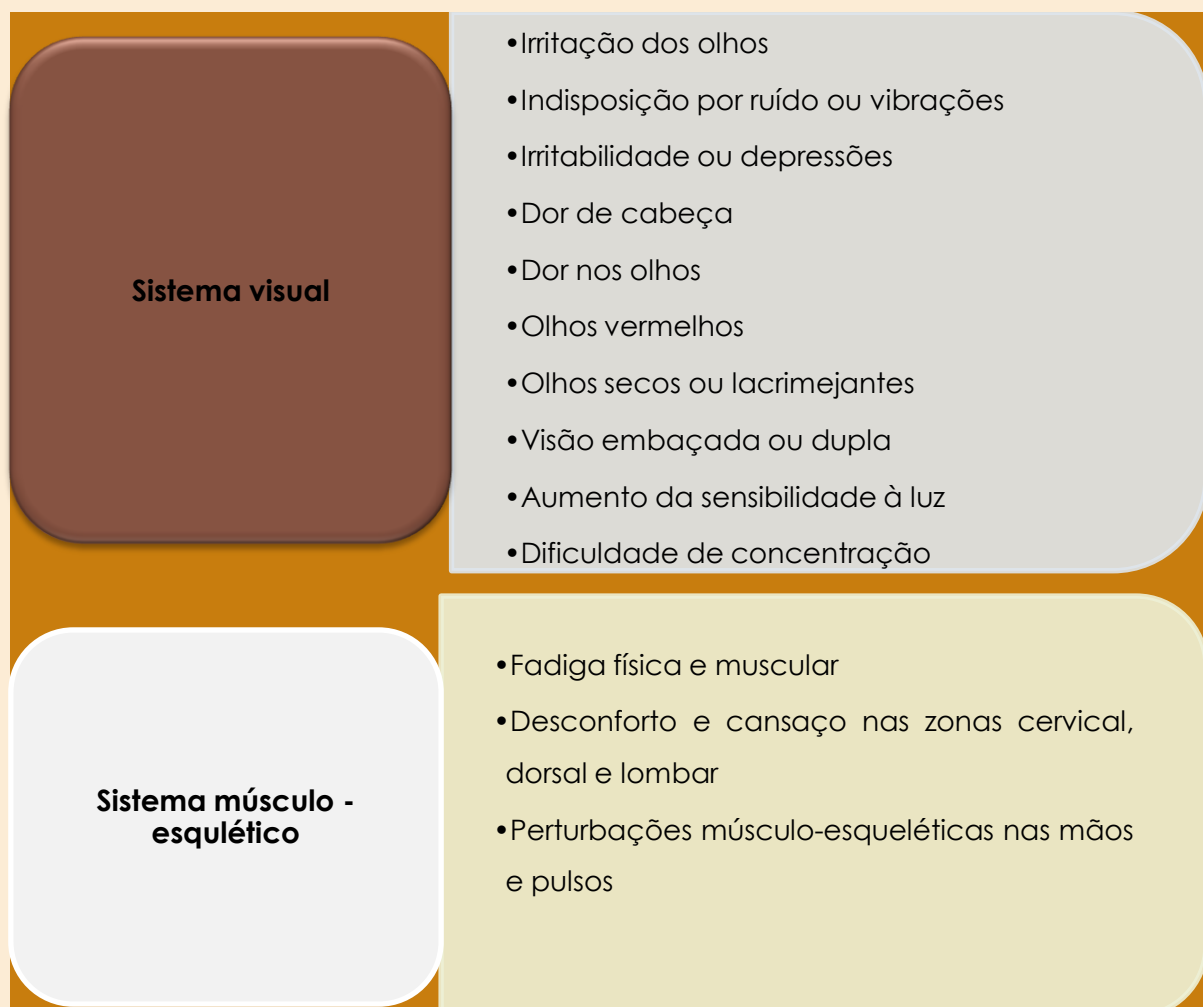 Sistema visual
•Irritação dos olhos
•Indisposição por ruído ou vibrações
•Irritabilidade ou depressões
•Dor de cabeça
•Dor nos olhos
•Olhos vermelhos
•Olhos secos ou lacrimejantes
•Visão embaçada ou dupla
•Aumento da sensibilidade à luz
•Dificuldade de concentração
Sistema músculo -
esqulético
•Fadiga física e muscular
•Desconforto e cansaço nas zonas cervical,
dorsal e lombar
•Perturbações músculo-esqueléticas nas mãos
e pulsos